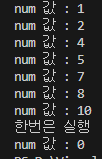 num 값 : 1
num 값 : 2
num 값 : 4
num 값 : 5
num 값 : 7
num 값 : 8
num 값 : 10
한번은 실행
num 값 : 0